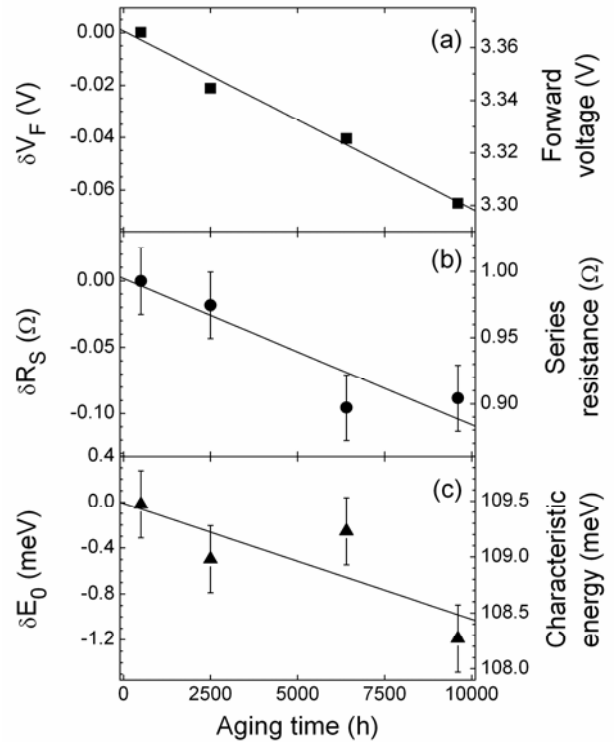 (a)
0.00
-0.02
-0.04
-0.06
δV_F (V)
3.36
3.34
3.32
3.30
Forward
voltage (V)
(b)
0.00
-0.05
-0.10
δR_S (Ω)
1.00
0.95
0.90
Series
resistance (Ω)
(c)
0.4
0.0
-0.4
-0.8
-1.2
δE_0 (meV)
109.5
109.0
108.5
108.0
Characteristic
energy (meV)
0 2500 5000 7500 10000
Aging time (h)